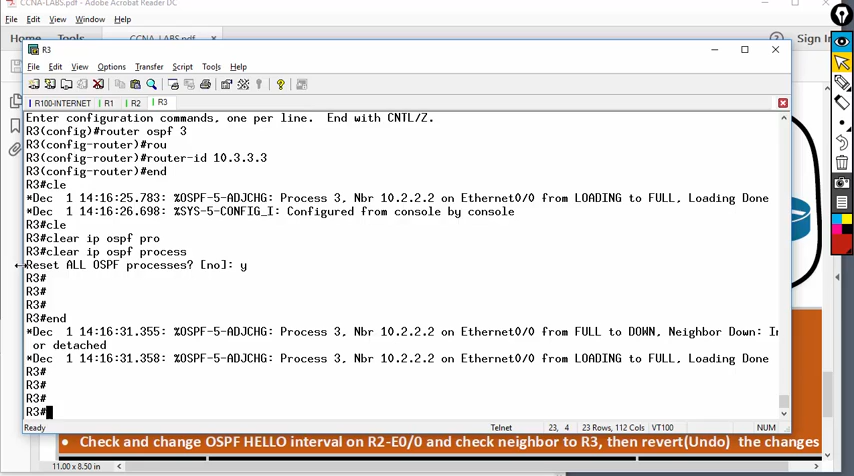 CCNA-LABS.pdf - Adobe Acrobat Reader DC
File Edit View Window Help
Home Tools CCNA-LABS.pdf Sign In
R3
File Edit View Options Transfer Script Tools Help
R100-INTERNET R1 R2 R3
Enter configuration commands, one per line. End with CNTL/Z.
R3(config)#router ospf 3
R3(config-router)#rou
R3(config-router)#router-id 10.3.3.3
R3(config-router)#end
R3#cle
*Dec 1 14:16:25.783: %OSPF-5-ADJCHG: Process 3, Nbr 10.2.2.2 on Ethernet0/0 from LOADING to FULL, Loading Done
*Dec 1 14:16:26.698: %SYS-5-CONFIG_I: Configured from console by console
R3#cle
R3#clear ip ospf pro
R3#clear ip ospf process
Reset ALL OSPF processes? [no]: y
R3#
R3#
R3#
R3#end
*Dec 1 14:16:31.355: %OSPF-5-ADJCHG: Process 3, Nbr 10.2.2.2 on Ethernet0/0 from FULL to DOWN, Neighbor Down: In
or detached
*Dec 1 14:16:31.358: %OSPF-5-ADJCHG: Process 3, Nbr 10.2.2.2 on Ethernet0/0 from LOADING to FULL, Loading Done
R3#
R3#
R3#
R3#
Ready Telnet 23, 4 23 Rows, 112 Cols VT100 NUM
• Check and change OSPF HELLO interval on R2-E0/0 and check neighbor to R3, then revert(Undo) the changes
11.00 x 8.50 in